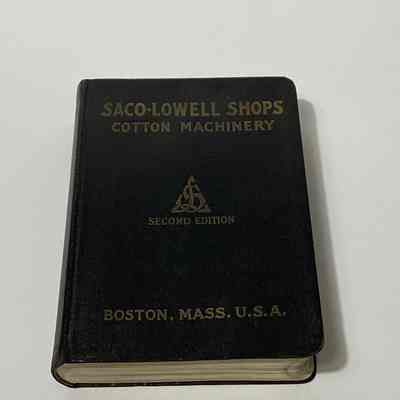 SACO-LOWELL SHOPS
COTTON MACHINERY
SECOND EDITION
BOSTON, MASS. U.S.A.